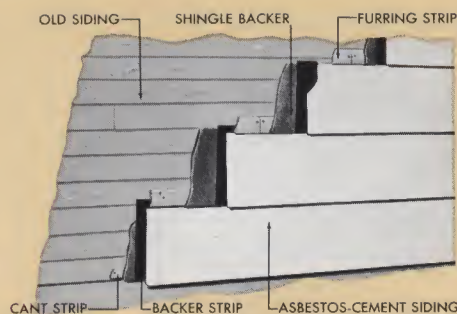 OLD SIDING
SHINGLE BACKER
FURRING STRIP
CANT STRIP
BACKER STRIP
ASBESTOS-CEMENT SIDING